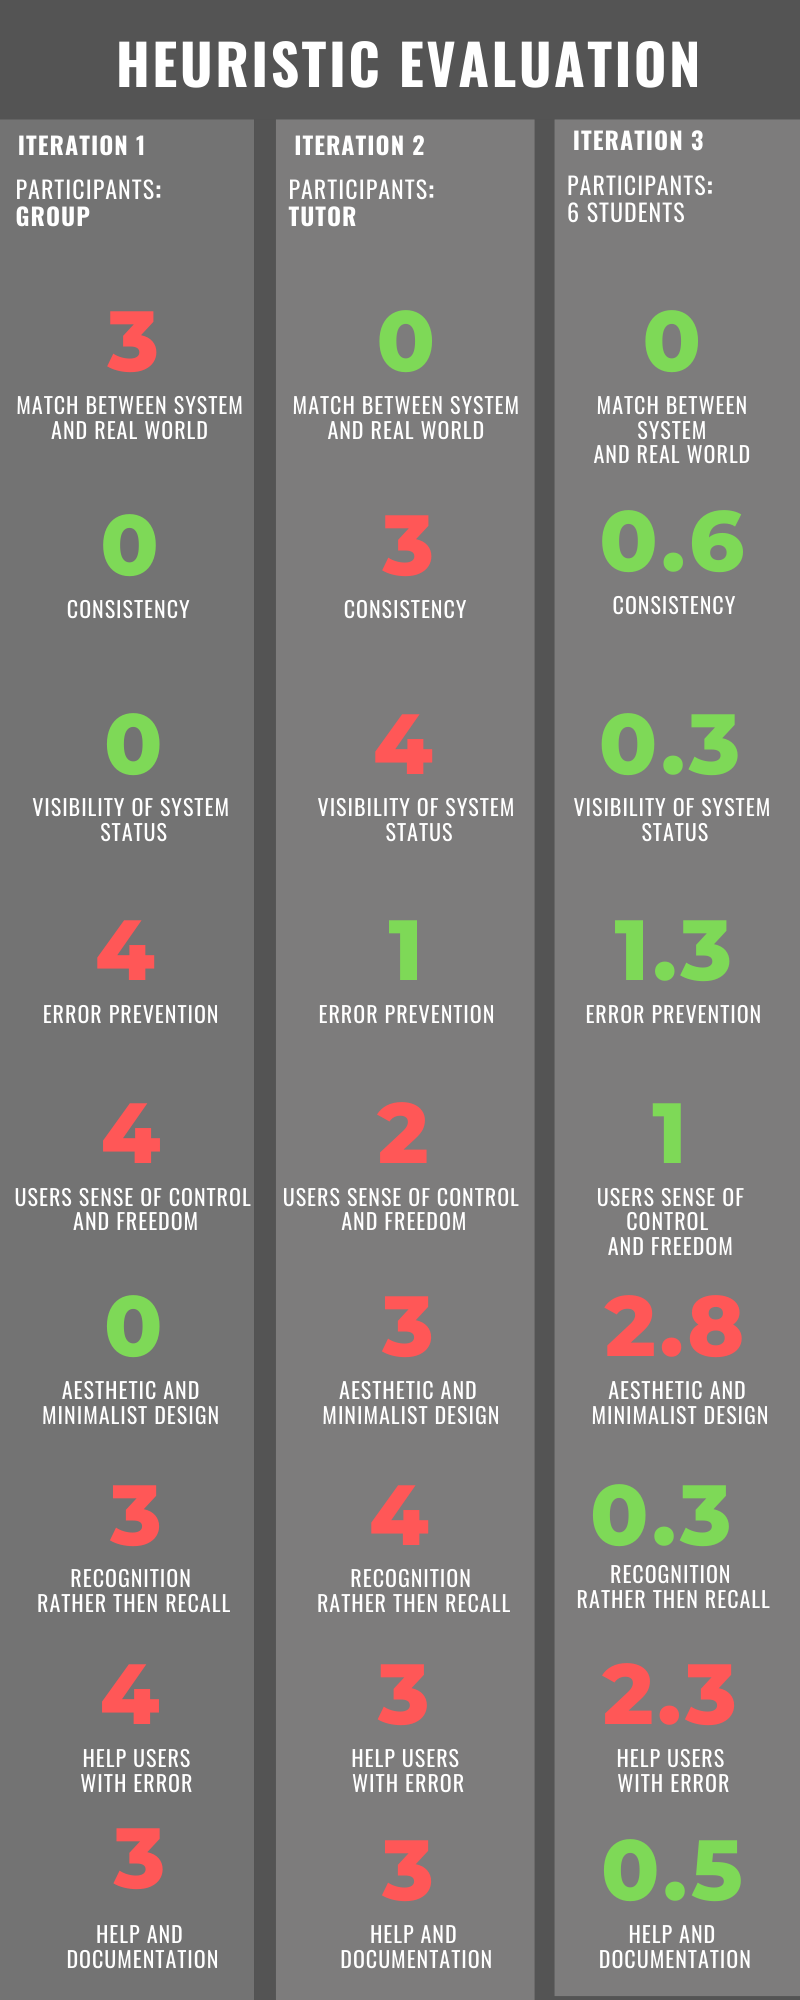 HEURISTIC EVALUATION
ITERATION 1
PARTICIPANTS:
GROUP
3
MATCH BETWEEN SYSTEM
AND REAL WORLD
0
CONSISTENCY
0
VISIBILITY OF SYSTEM
STATUS
4
ERROR PREVENTION
4
USERS SENSE OF CONTROL
AND FREEDOM
0
AESTHETIC AND
MINIMALIST DESIGN
3
RECOGNITION
RATHER THEN RECALL
4
HELP USERS
WITH ERROR
3
HELP AND
DOCUMENTATION
ITERATION 2
PARTICIPANTS:
TUTOR
0
MATCH BETWEEN SYSTEM
AND REAL WORLD
3
CONSISTENCY
4
VISIBILITY OF SYSTEM
STATUS
1
ERROR PREVENTION
2
USERS SENSE OF CONTROL
AND FREEDOM
3
AESTHETIC AND
MINIMALIST DESIGN
4
RECOGNITION
RATHER THEN RECALL
3
HELP USERS
WITH ERROR
3
HELP AND
DOCUMENTATION
ITERATION 3
PARTICIPANTS:
6 STUDENTS
0
MATCH BETWEEN
SYSTEM
AND REAL WORLD
0.6
CONSISTENCY
0.3
VISIBILITY OF SYSTEM
STATUS
1.3
ERROR PREVENTION
1
USERS SENSE OF
CONTROL
AND FREEDOM
2.8
AESTHETIC AND
MINIMALIST DESIGN
0.3
RECOGNITION
RATHER THEN RECALL
2.3
HELP USERS
WITH ERROR
0.5
HELP AND
DOCUMENTATION